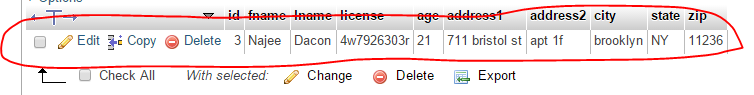 id fname lname license age address1 address2 city state zip
Edit Copy Delete 3 Najee Dacon 4w7926303r 21 711 bristol st apt 1f brooklyn NY 11236
Check All With selected: Change Delete Export